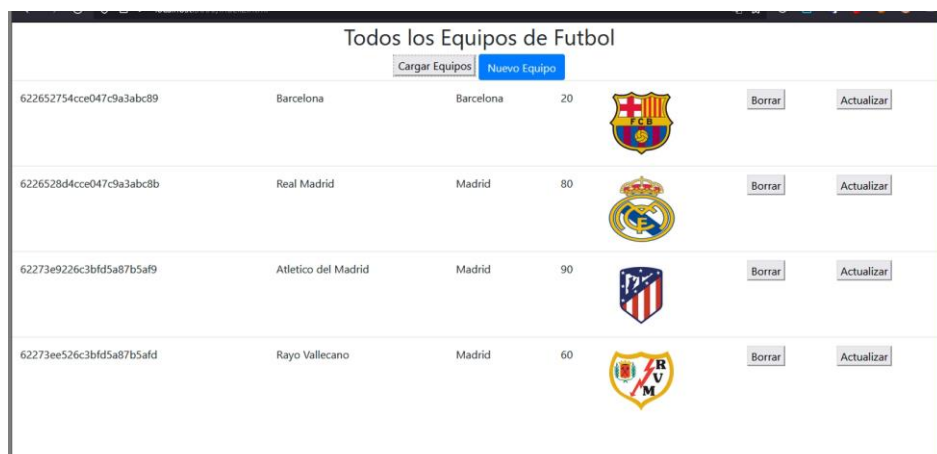 Todos los Equipos de Futbol
Cargar Equipos Nuevo Equipo
622652754cce047c9a3abc89 Barcelona Barcelona 20 FCB Borrar Actualizar
6226528d4cce047c9a3abc8b Real Madrid Madrid 80 Borrar Actualizar
62273e9226c3bfd5a87b5af9 Atletico del Madrid Madrid 90 Borrar Actualizar
62273ee526c3bfd5a87b5afd Rayo Vallecano Madrid 60 RVM Borrar Actualizar